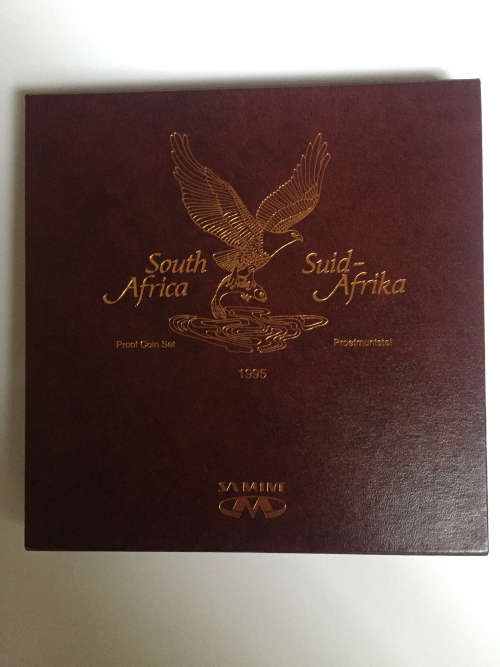 South
Africa
Suid-
Afrika
Proof Coin Set
Proefmuntstel
1995
SA MINT